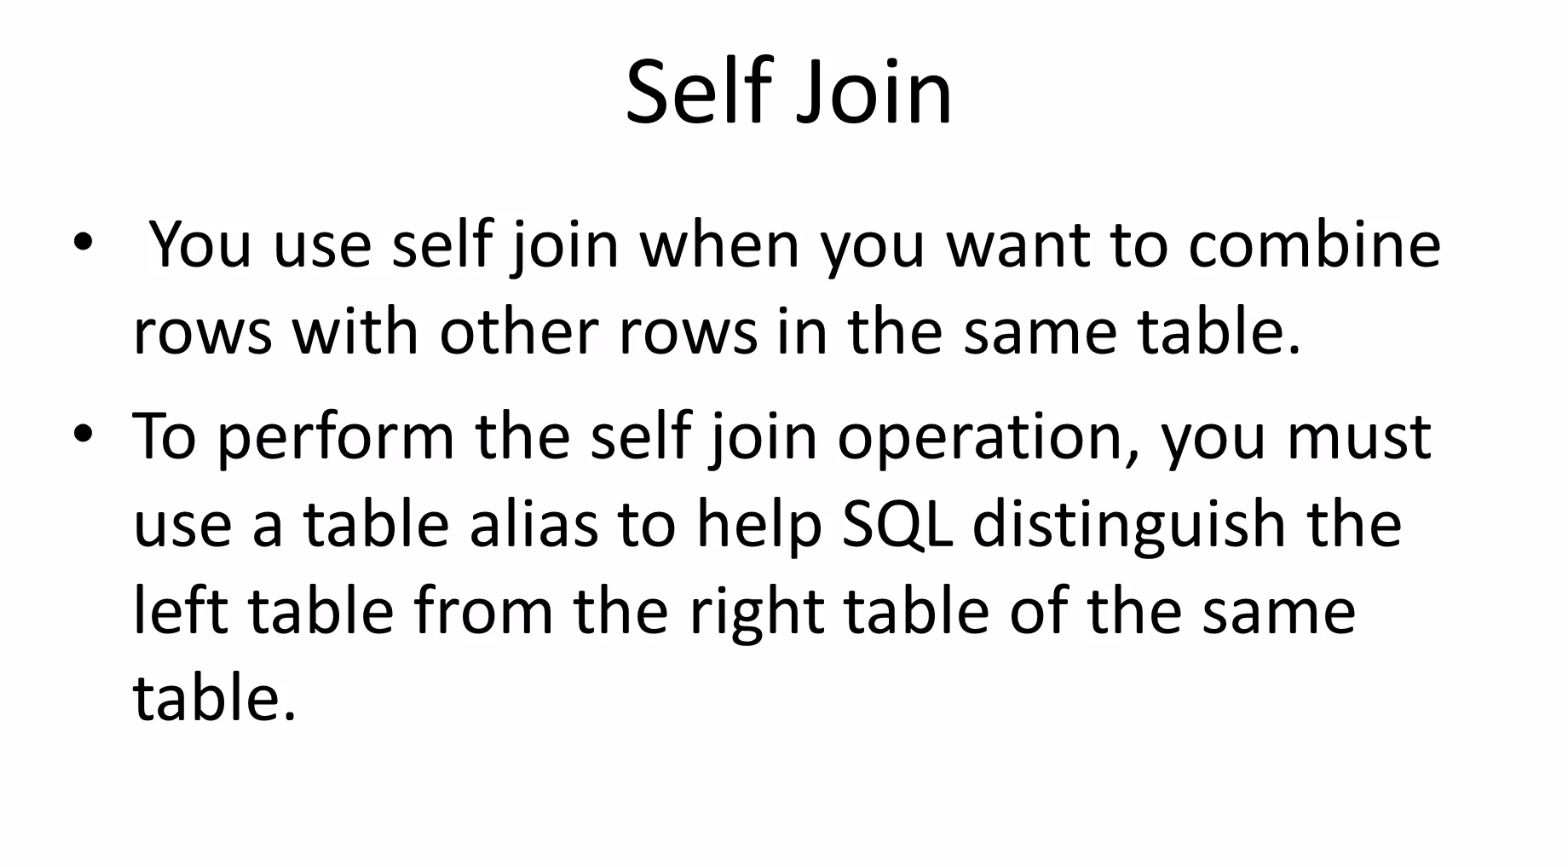 Self Join
• You use self join when you want to combine
rows with other rows in the same table.
• To perform the self join operation, you must
use a table alias to help SQL distinguish the
left table from the right table of the same
table.